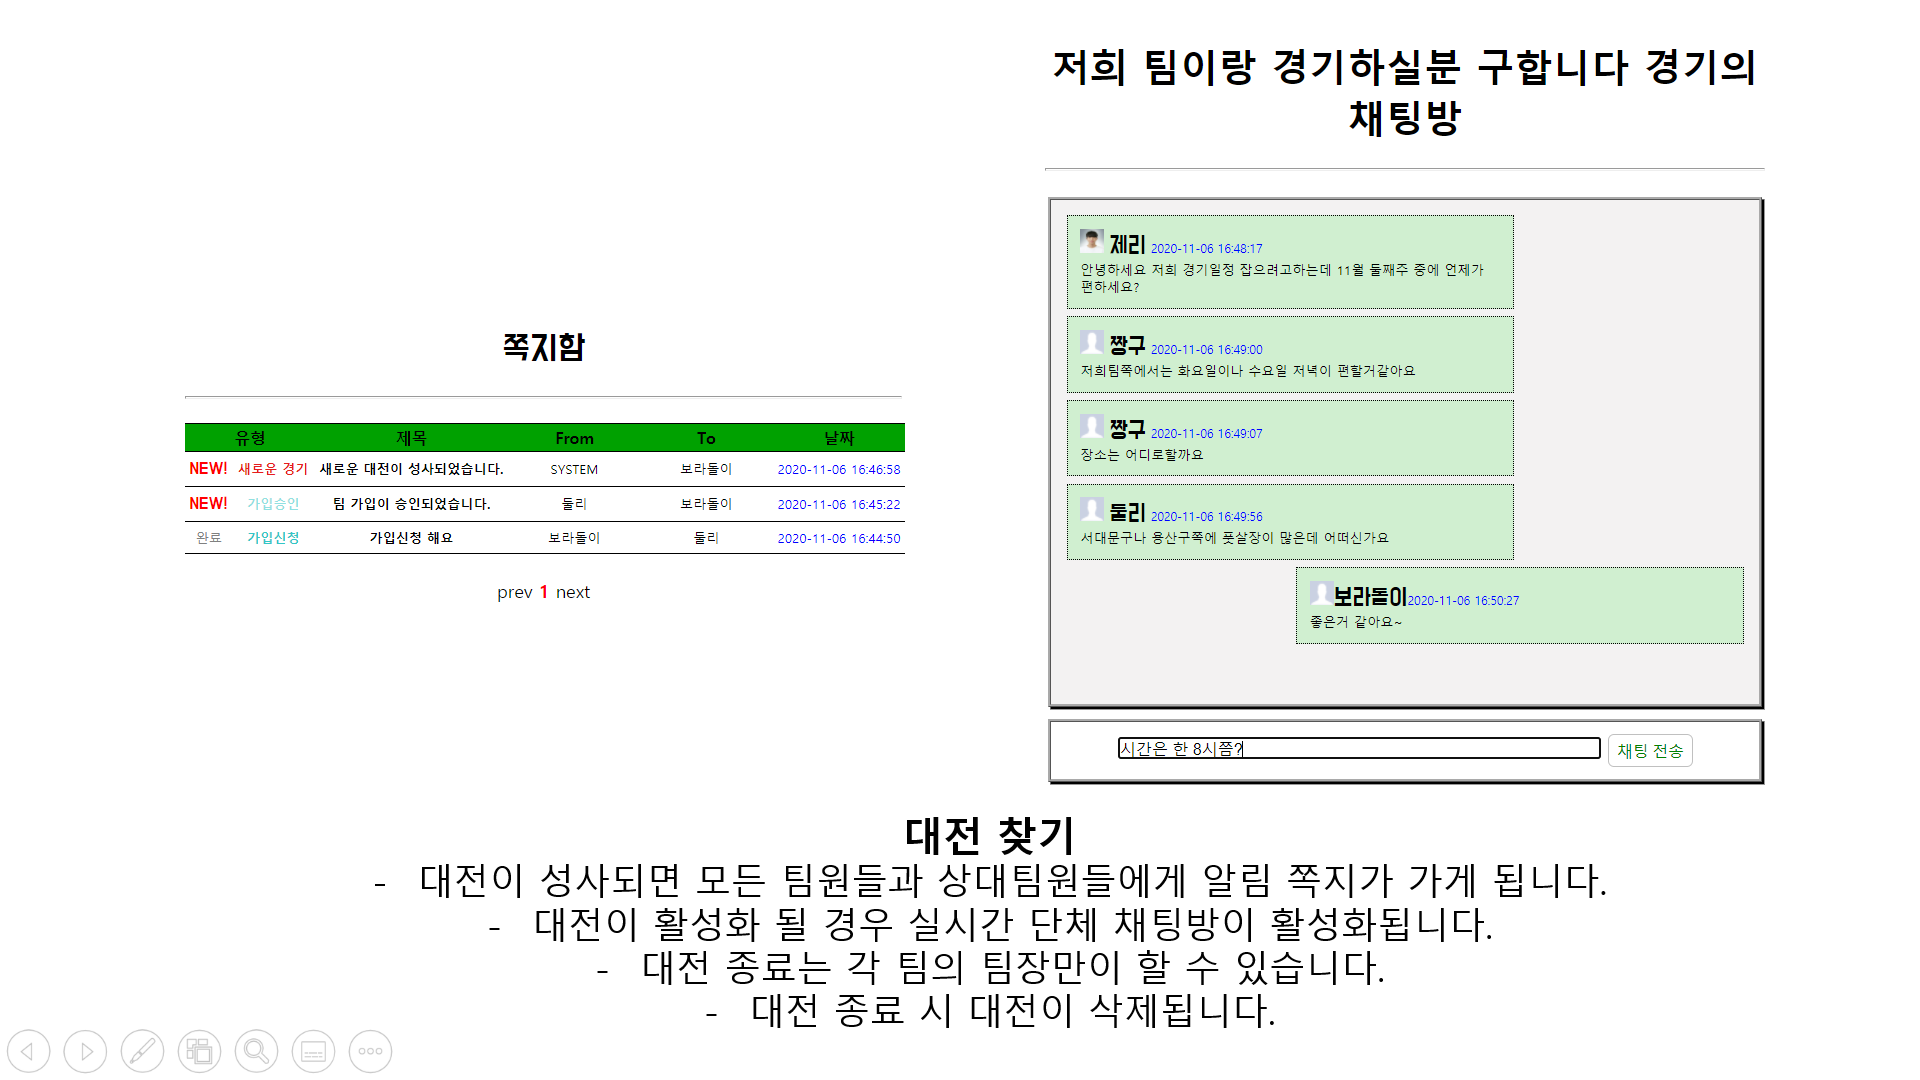 저희 팀이랑 경기하실분 구합니다 경기의
채팅방
제리 2020-11-06 16:48:17
안녕하세요 저희 경기일정 잡으려고하는데 11월 둘째주 중에 언제가
편하세요?
짱구 2020-11-06 16:49:00
저희팀쪽에서는 화요일이나 수요일 저녁이 편할거같아요
짱구 2020-11-06 16:49:07
장소는 어디로할까요
둘리 2020-11-06 16:49:56
서대문구나 용산구쪽에 풋살장이 많은데 어떠신가요
보라돌이2020-11-06 16:50:27
좋은거 같아요~
시간은 한 8시쯤?
채팅 전송
쪽지함
유형 제목 From To 날짜
NEW! 새로운 경기 새로운 대전이 성사되었습니다. SYSTEM 보라돌이 2020-11-06 16:46:58
NEW! 가입승인 팀 가입이 승인되었습니다. 둘리 보라돌이 2020-11-06 16:45:22
완료 가입신청 가입신청 해요 보라돌이 둘리 2020-11-06 16:44:50
prev 1 next
대전 찾기
- 대전이 성사되면 모든 팀원들과 상대팀원들에게 알림 쪽지가 가게 됩니다.
- 대전이 활성화 될 경우 실시간 단체 채팅방이 활성화됩니다.
- 대전 종료는 각 팀의 팀장만이 할 수 있습니다.
- 대전 종료 시 대전이 삭제됩니다.